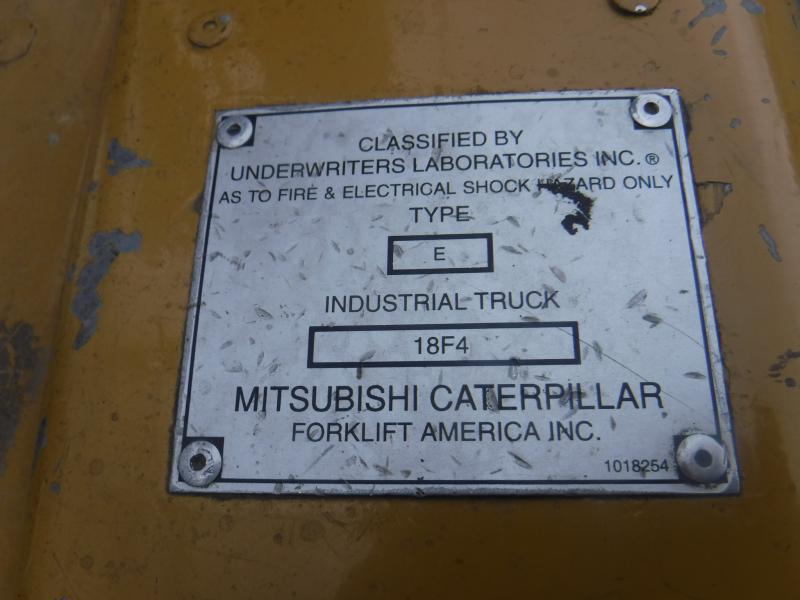 CLASSIFIED BY
UNDERWRITERS LABORATORIES INC.®
AS TO FIRE & ELECTRICAL SHOCK HAZARD ONLY
TYPE
E
INDUSTRIAL TRUCK
18F4
MITSUBISHI CATERPILLAR
FORKLIFT AMERICA INC.
1018254